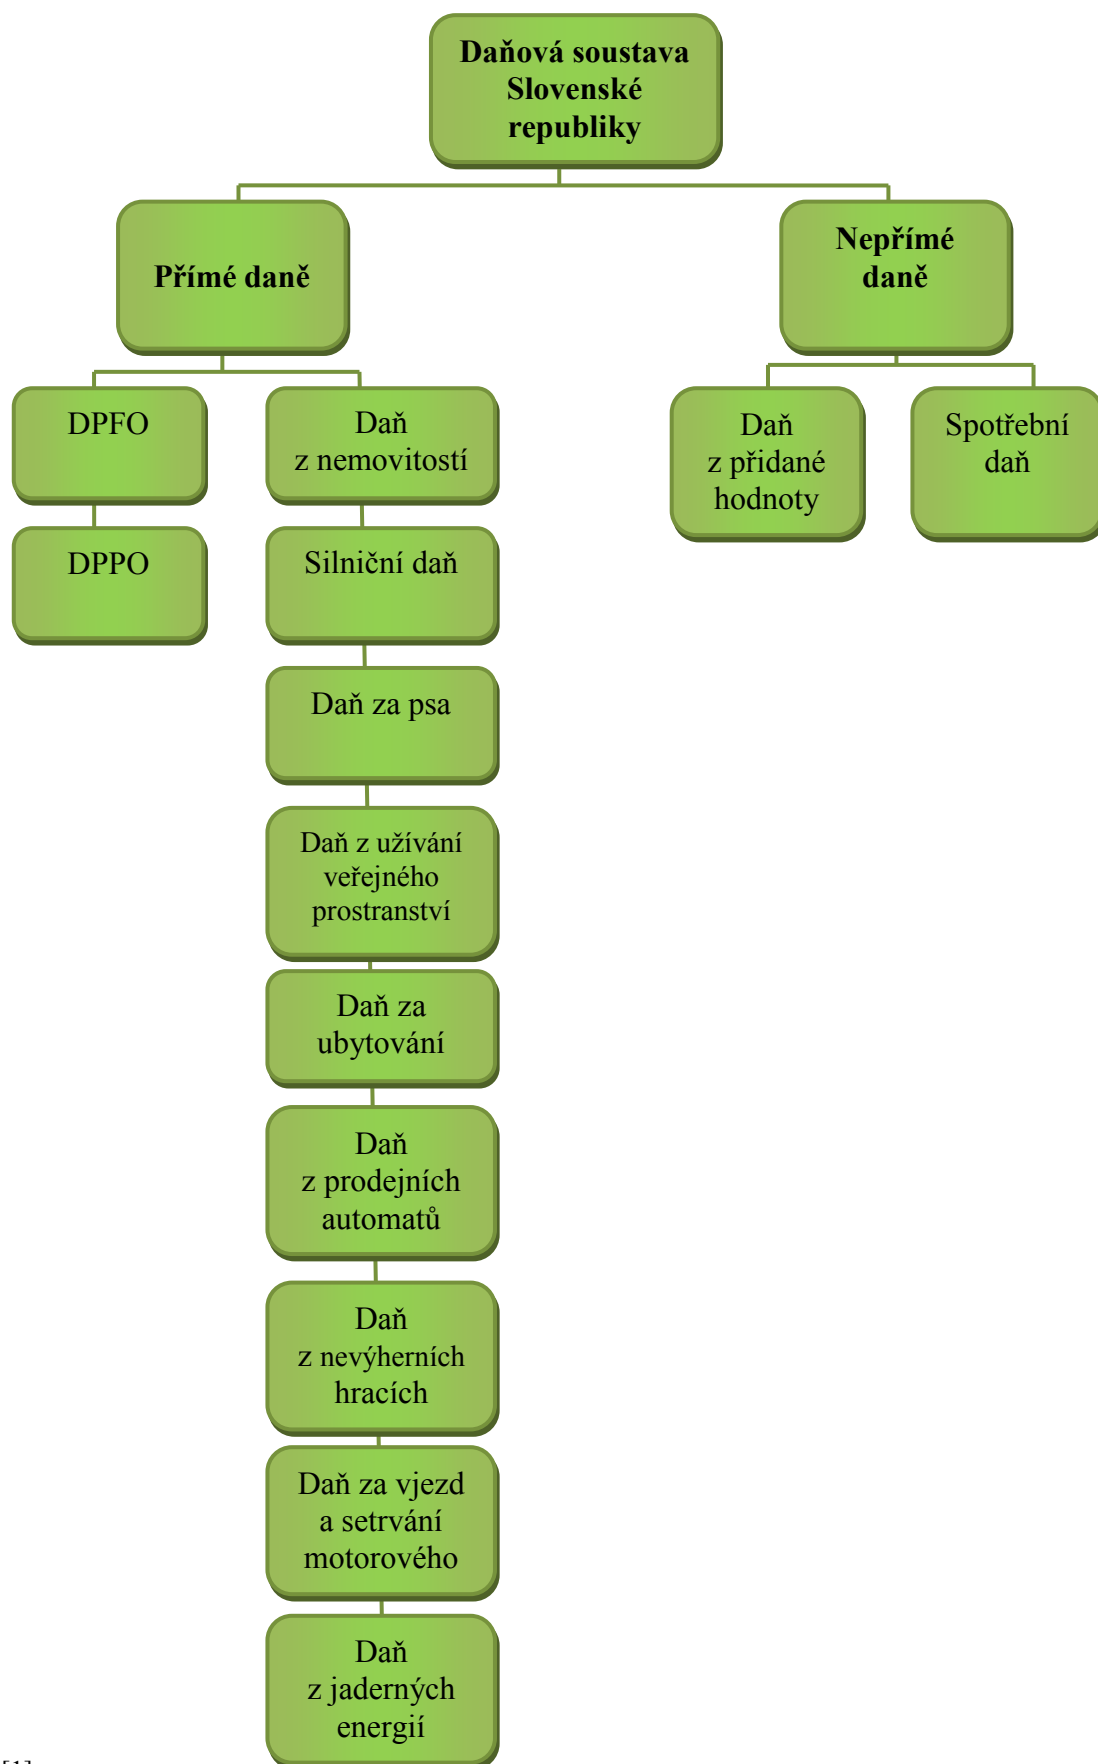 Daňová soustava
Slovenské
republiky
Přímé daně
Nepřímé
daně
DPFO
DPPO
Daň
z nemovitostí
Silniční daň
Daň za psa
Daň z užívání
veřejného
prostranství
Daň za
ubytování
Daň
z prodejních
automatů
Daň
z nevýherních
hracích
Daň za vjezd
a setrvání
motorového
Daň
z jaderných
energií
Daň
z přidané
hodnoty
Spotřební
daň